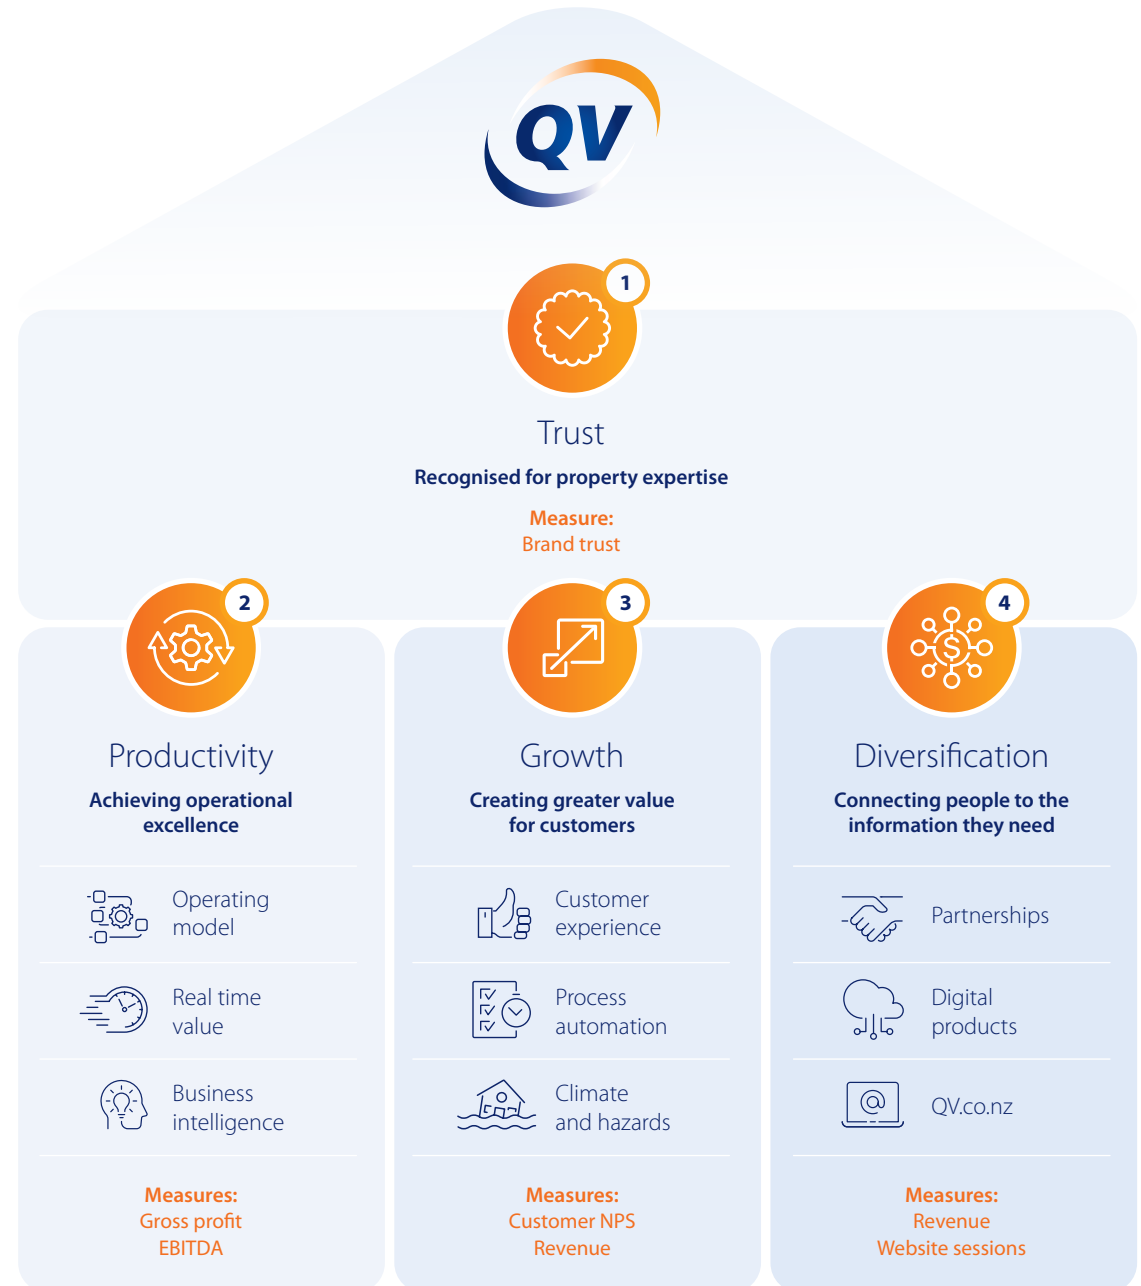 QV
1
Trust
Recognised for property expertise
Measure:
Brand trust
2
Productivity
Achieving operational
excellence
Operating
model
Real time
value
Business
intelligence
Measures:
Gross profit
EBITDA
3
Growth
Creating greater value
for customers
Customer
experience
Process
automation
Climate
and hazards
Measures:
Customer NPS
Revenue
4
$
Diversification
Connecting people to the
information they need
Partnerships
Digital
products
@
QV.co.nz
Measures:
Revenue
Website sessions